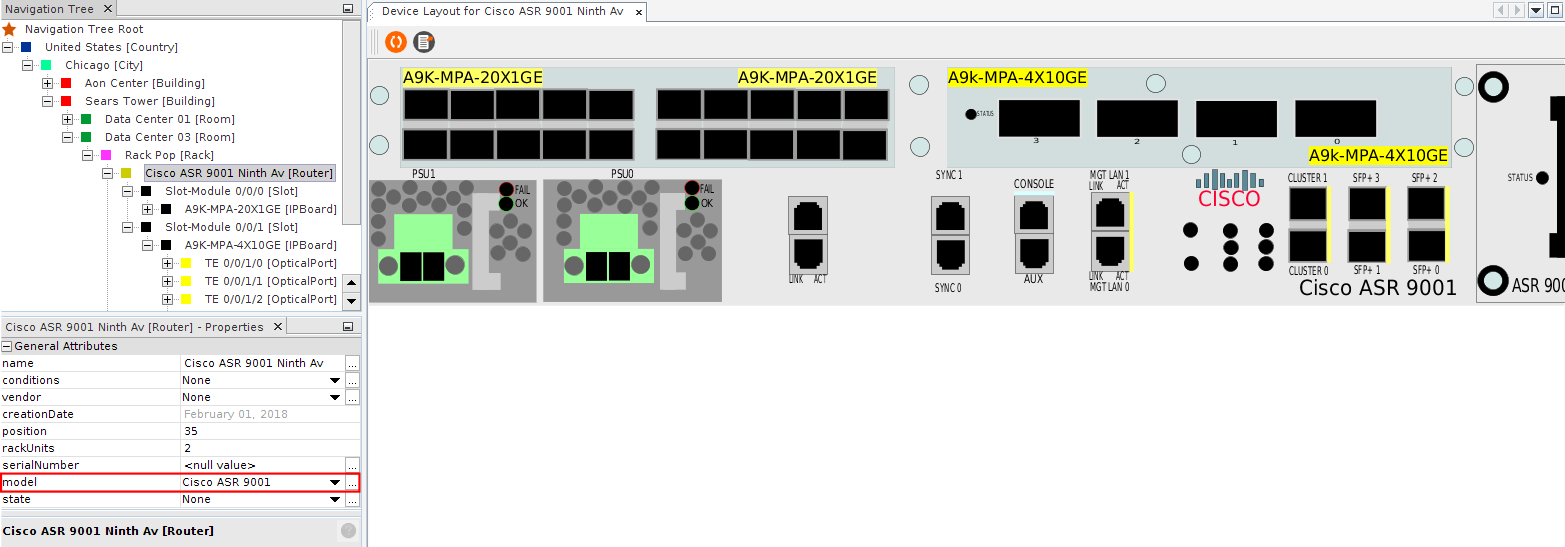 Navigation Tree
Navigation Tree Root
United States [Country]
Chicago [City]
Aon Center [Building]
Sears Tower [Building]
Data Center 01 [Room]
Data Center 03 [Room]
Rack Pop [Rack]
Cisco ASR 9001 Ninth Av [Router]
Slot-Module 0/0/0 [Slot]
A9K-MPA-20X1GE [IPBoard]
Slot-Module 0/0/1 [Slot]
A9K-MPA-4X10GE [IPBoard]
TE 0/0/1/0 [OpticalPort]
TE 0/0/1/1 [OpticalPort]
TE 0/0/1/2 [OpticalPort]
Cisco ASR 9001 Ninth Av [Router] - Properties
General Attributes
name Cisco ASR 9001 Ninth Av ...
conditions None ...
vendor None ...
creationDate February 01, 2018
position 35
rackUnits 2
serialNumber <null value> ...
model Cisco ASR 9001 ...
state None ...
Cisco ASR 9001 Ninth Av [Router] ?
Device Layout for Cisco ASR 9001 Ninth Av
A9K-MPA-20X1GE A9K-MPA-20X1GE A9k-MPA-4X10GE
STATUS
3 2 1 0
A9k-MPA-4X10GE
PSU1 PSU0 SYNC 1 CONSOLE MGT LAN 1 CISCO CLUSTER 1 SFP+ 3 SFP+ 2 STATUS
LINK ACT
FAIL FAIL
OK OK
LINK ACT SYNC 0 AUX LINK ACT CLUSTER 0 SFP+ 1 SFP+ 0
MGT LAN 0
Cisco ASR 9001 ASR 900